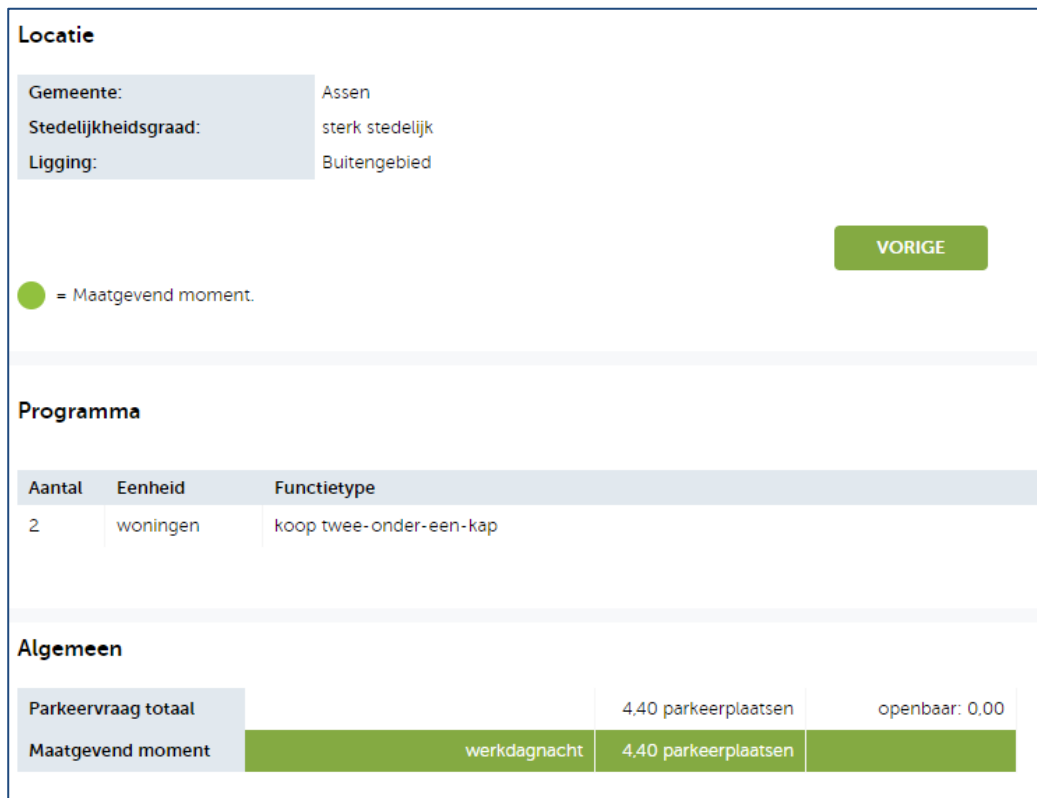 Locatie
Gemeente: Assen
Stedelijkheidsgraad: sterk stedelijk
Ligging: Buitengebied
VORIGE
= Maatgevend moment.
Programma
Aantal Eenheid Functietype
2 woningen koop twee-onder-een-kap
Algemeen
Parkeervraag totaal 4,40 parkeerplaatsen openbaar: 0,00
Maatgevend moment werkdagnacht 4,40 parkeerplaatsen